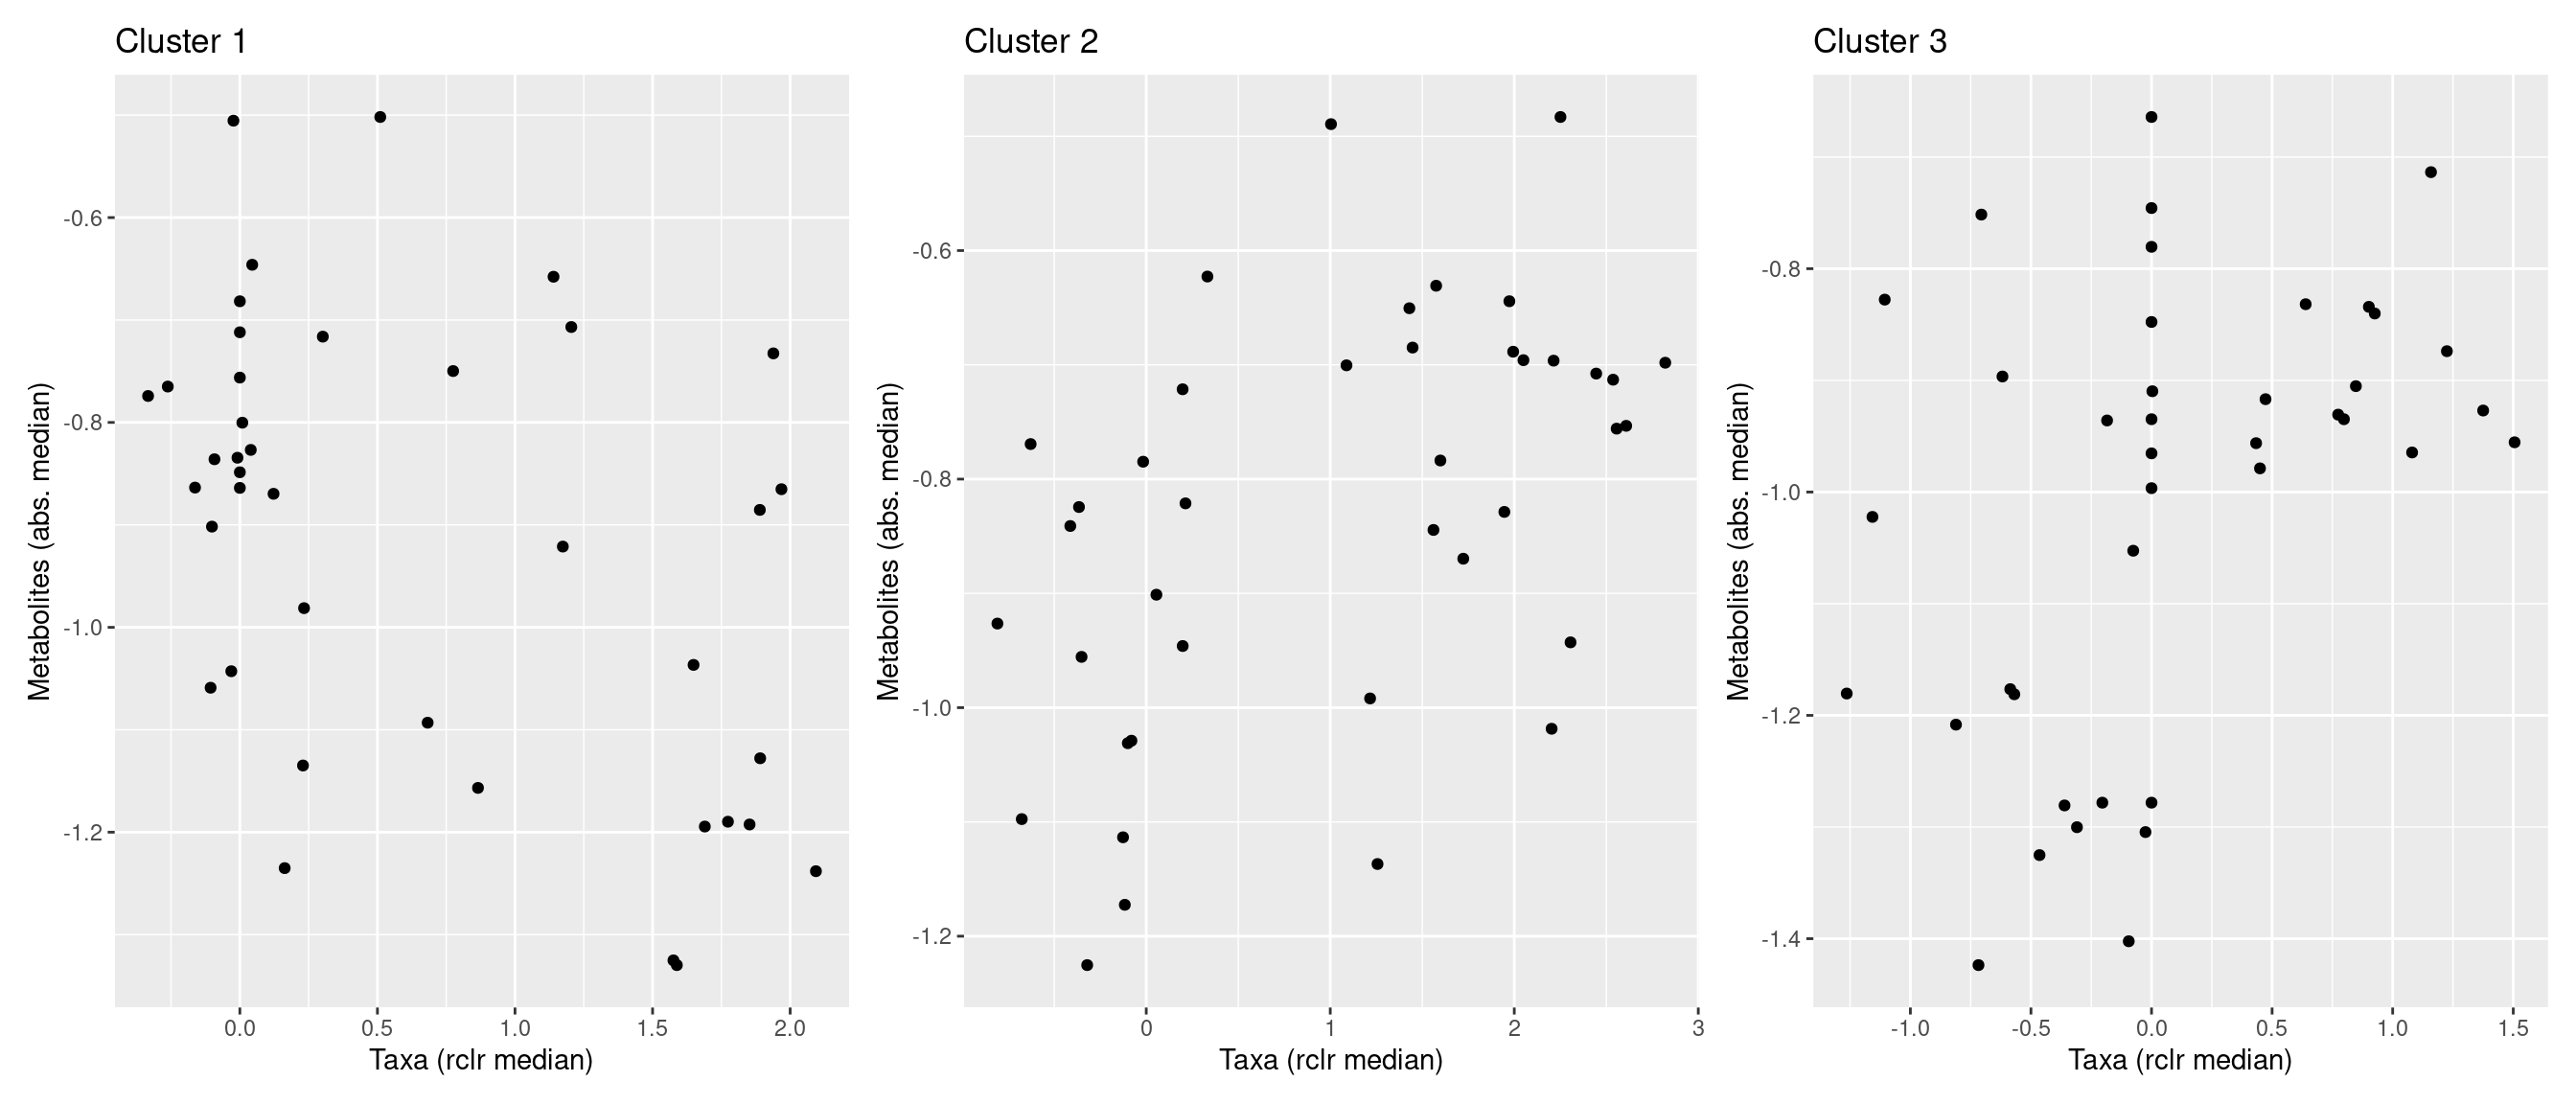 Cluster 1
Cluster 2
Cluster 3
Metabolites (abs. median)
-0.6
-0.8
-1.0
-1.2
0.0 0.5 1.0 1.5 2.0
Taxa (rclr median)
Metabolites (abs. median)
-0.6
-0.8
-1.0
-1.2
0 1 2 3
Taxa (rclr median)
Metabolites (abs. median)
-0.8
-1.0
-1.2
-1.4
-1.0 -0.5 0.0 0.5 1.0 1.5
Taxa (rclr median)